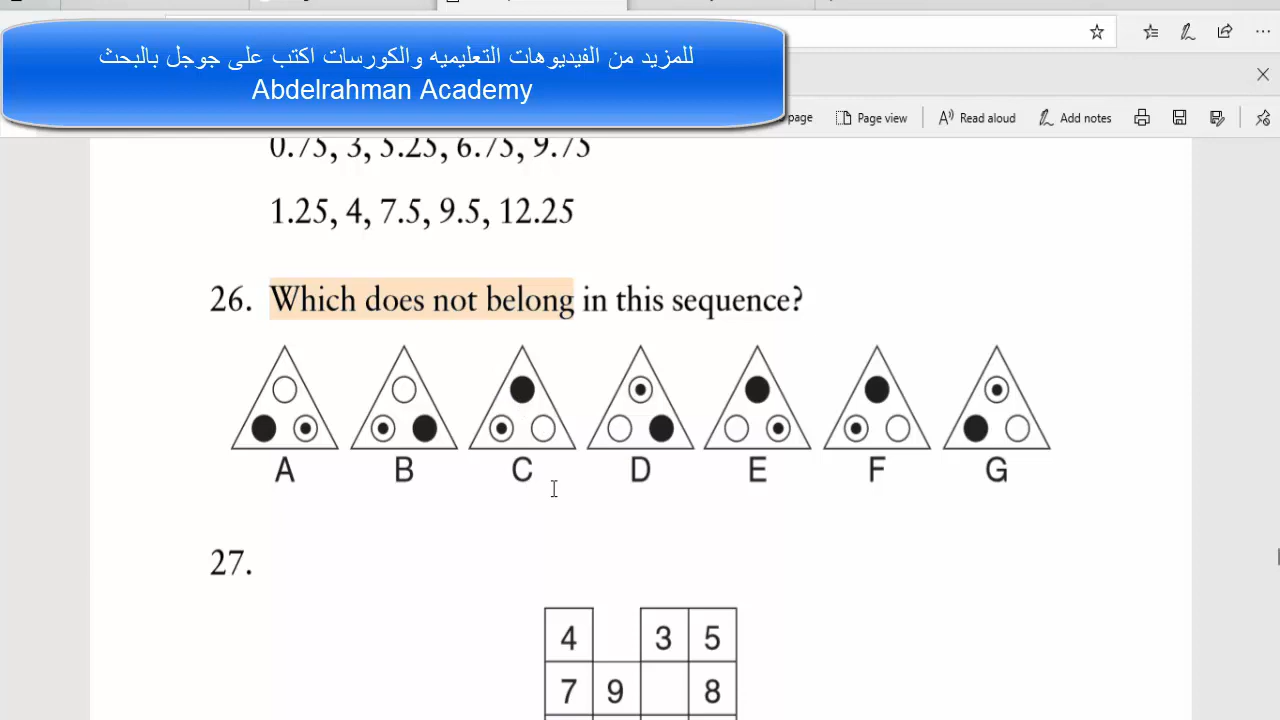 للمزيد من الفيديوهات التعليميه والكورسات اكتب على جوجل بالبحث
Abdelrahman Academy
page
Page view
Read aloud
Add notes
0.75, 3, 5.25, 6.75, 9.75
1.25, 4, 7.5, 9.5, 12.25
26. Which does not belong in this sequence?
A B C D E F G
27.
4 3 5
7 9 8